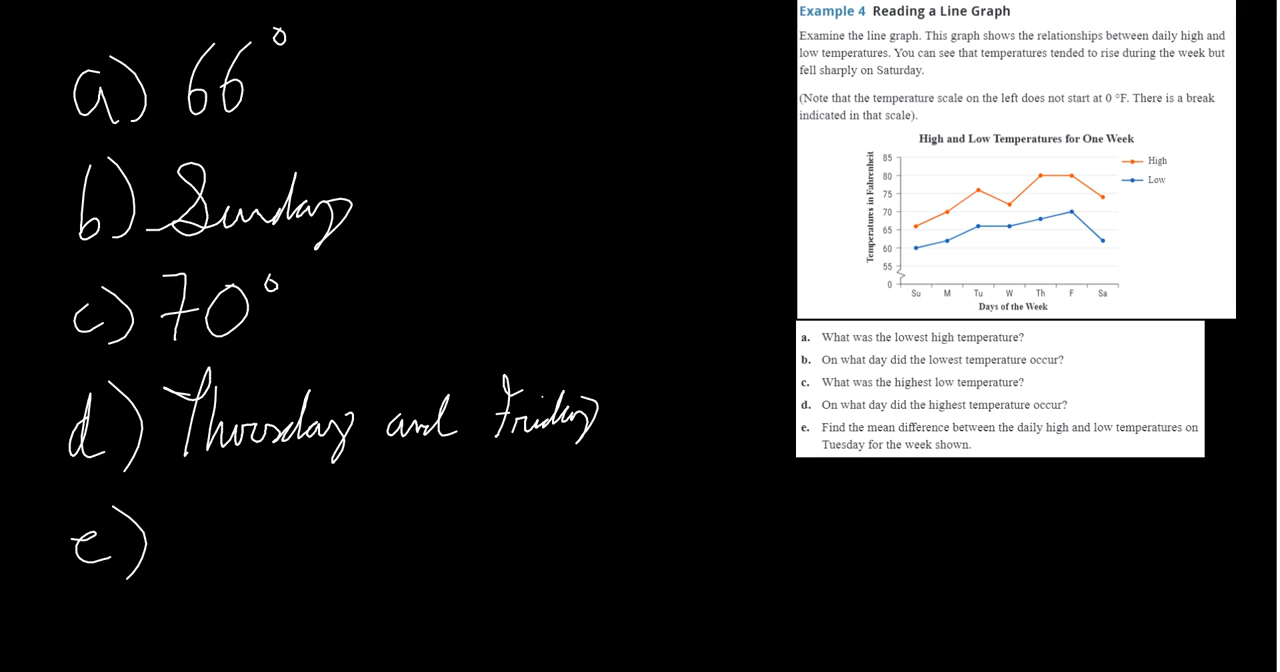 a) 66°
b) Sunday
c) 70°
d) Thursday and Friday
e)
Example 4 Reading a Line Graph
Examine the line graph. This graph shows the relationships between daily high and
low temperatures. You can see that temperatures tended to rise during the week but
fell sharply on Saturday.
(Note that the temperature scale on the left does not start at 0 °F. There is a break
indicated in that scale).
High and Low Temperatures for One Week
Temperatures in Fahrenheit
85
80
75
70
65
60
55
0
Su M Tu W Th F Sa
Days of the Week
High
Low
a. What was the lowest high temperature?
b. On what day did the lowest temperature occur?
c. What was the highest low temperature?
d. On what day did the highest temperature occur?
e. Find the mean difference between the daily high and low temperatures on
Tuesday for the week shown.